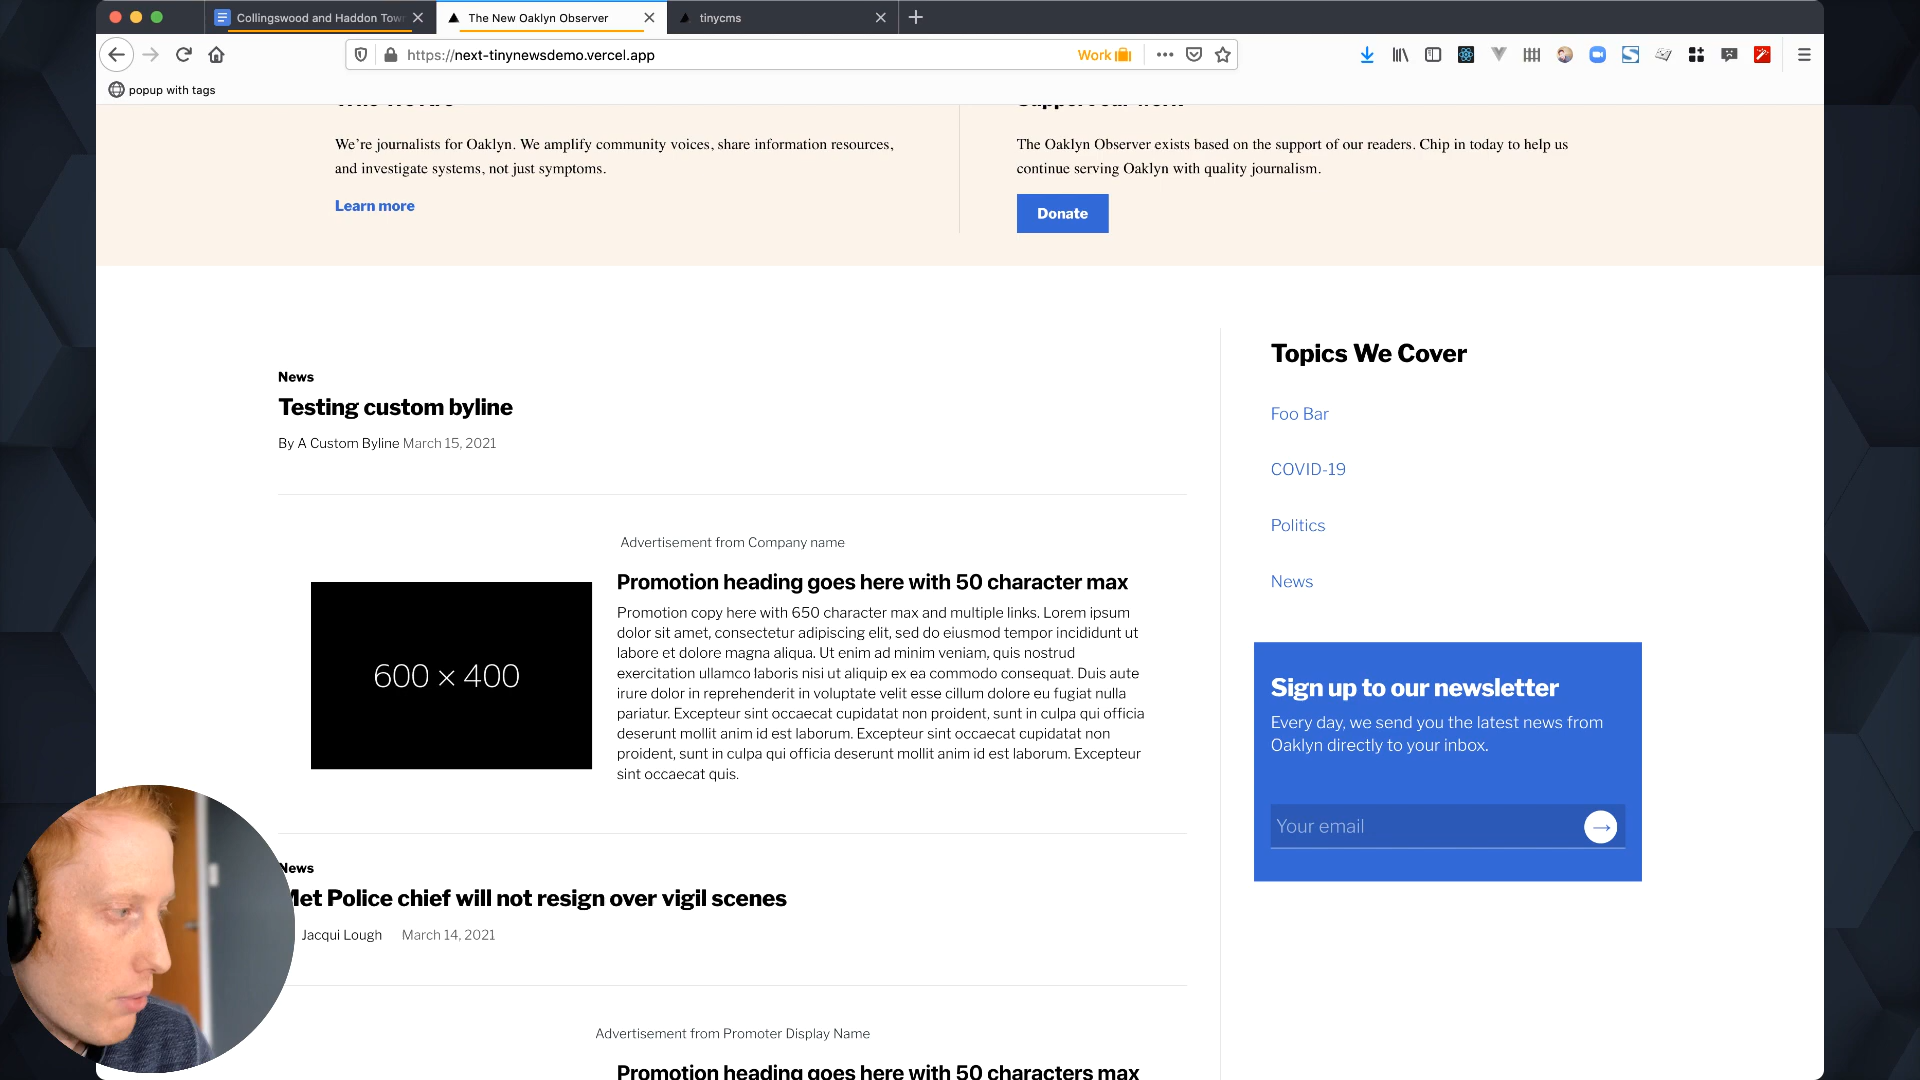 Collingswood and Haddon Tow
The New Oaklyn Observer
tinycms
https://next-tinynewsdemo.vercel.app
Work
popup with tags
We're journalists for Oaklyn. We amplify community voices, share information resources,
and investigate systems, not just symptoms.
Learn more
The Oaklyn Observer exists based on the support of our readers. Chip in today to help us
continue serving Oaklyn with quality journalism.
Donate
News
Testing custom byline
By A Custom Byline March 15, 2021
Advertisement from Company name
Promotion heading goes here with 50 character max
600 × 400
Promotion copy here with 650 character max and multiple links. Lorem ipsum
dolor sit amet, consectetur adipiscing elit, sed do eiusmod tempor incididunt ut
labore et dolore magna aliqua. Ut enim ad minim veniam, quis nostrud
exercitation ullamco laboris nisi ut aliquip ex ea commodo consequat. Duis aute
irure dolor in reprehenderit in voluptate velit esse cillum dolore eu fugiat nulla
pariatur. Excepteur sint occaecat cupidatat non proident, sunt in culpa qui officia
deserunt mollit anim id est laborum. Excepteur sint occaecat cupidatat non
proident, sunt in culpa qui officia deserunt mollit anim id est laborum. Excepteur
sint occaecat quis.
News
Met Police chief will not resign over vigil scenes
Jacqui Lough March 14, 2021
Advertisement from Promoter Display Name
Promotion heading goes here with 50 characters max
Topics We Cover
Foo Bar
COVID-19
Politics
News
Sign up to our newsletter
Every day, we send you the latest news from
Oaklyn directly to your inbox.
Your email